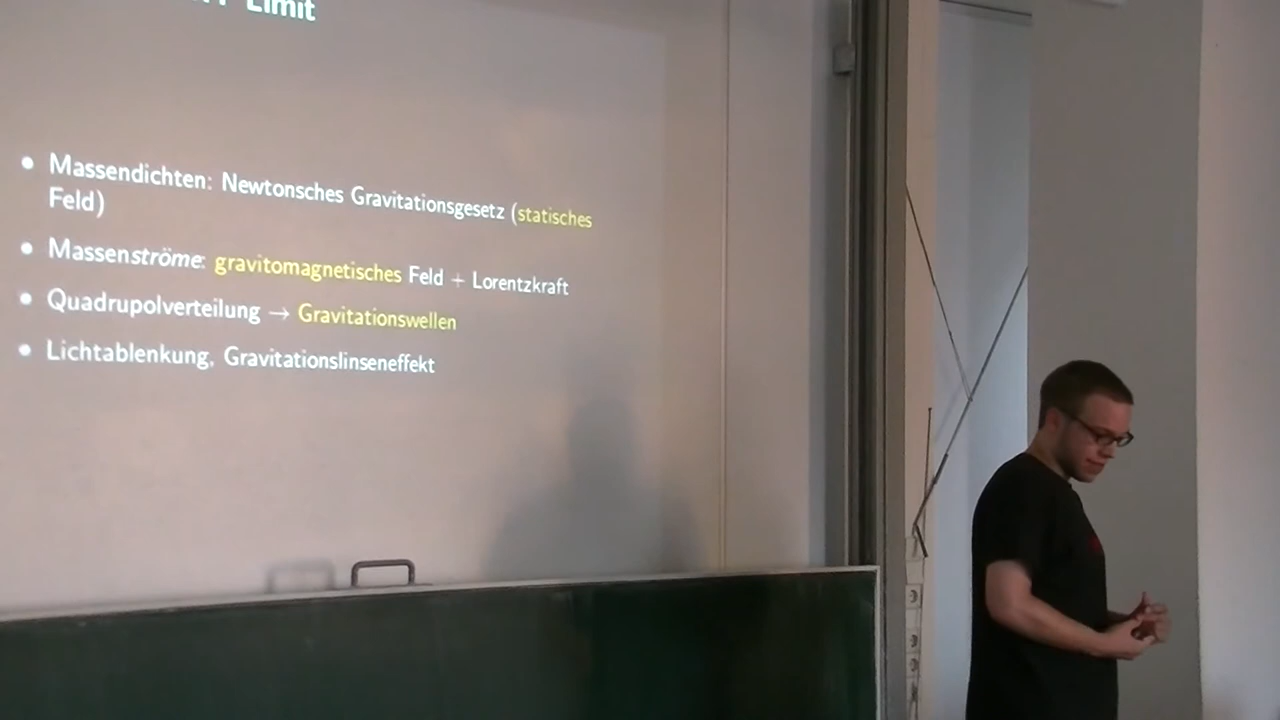 Limit
• Massendichten: Newtonsches Gravitationsgesetz (statisches
Feld)
• Massenströme: gravitomagnetisches Feld + Lorentzkraft
• Quadrupolverteilung → Gravitationswellen
• Lichtablenkung, Gravitationslinseneffekt